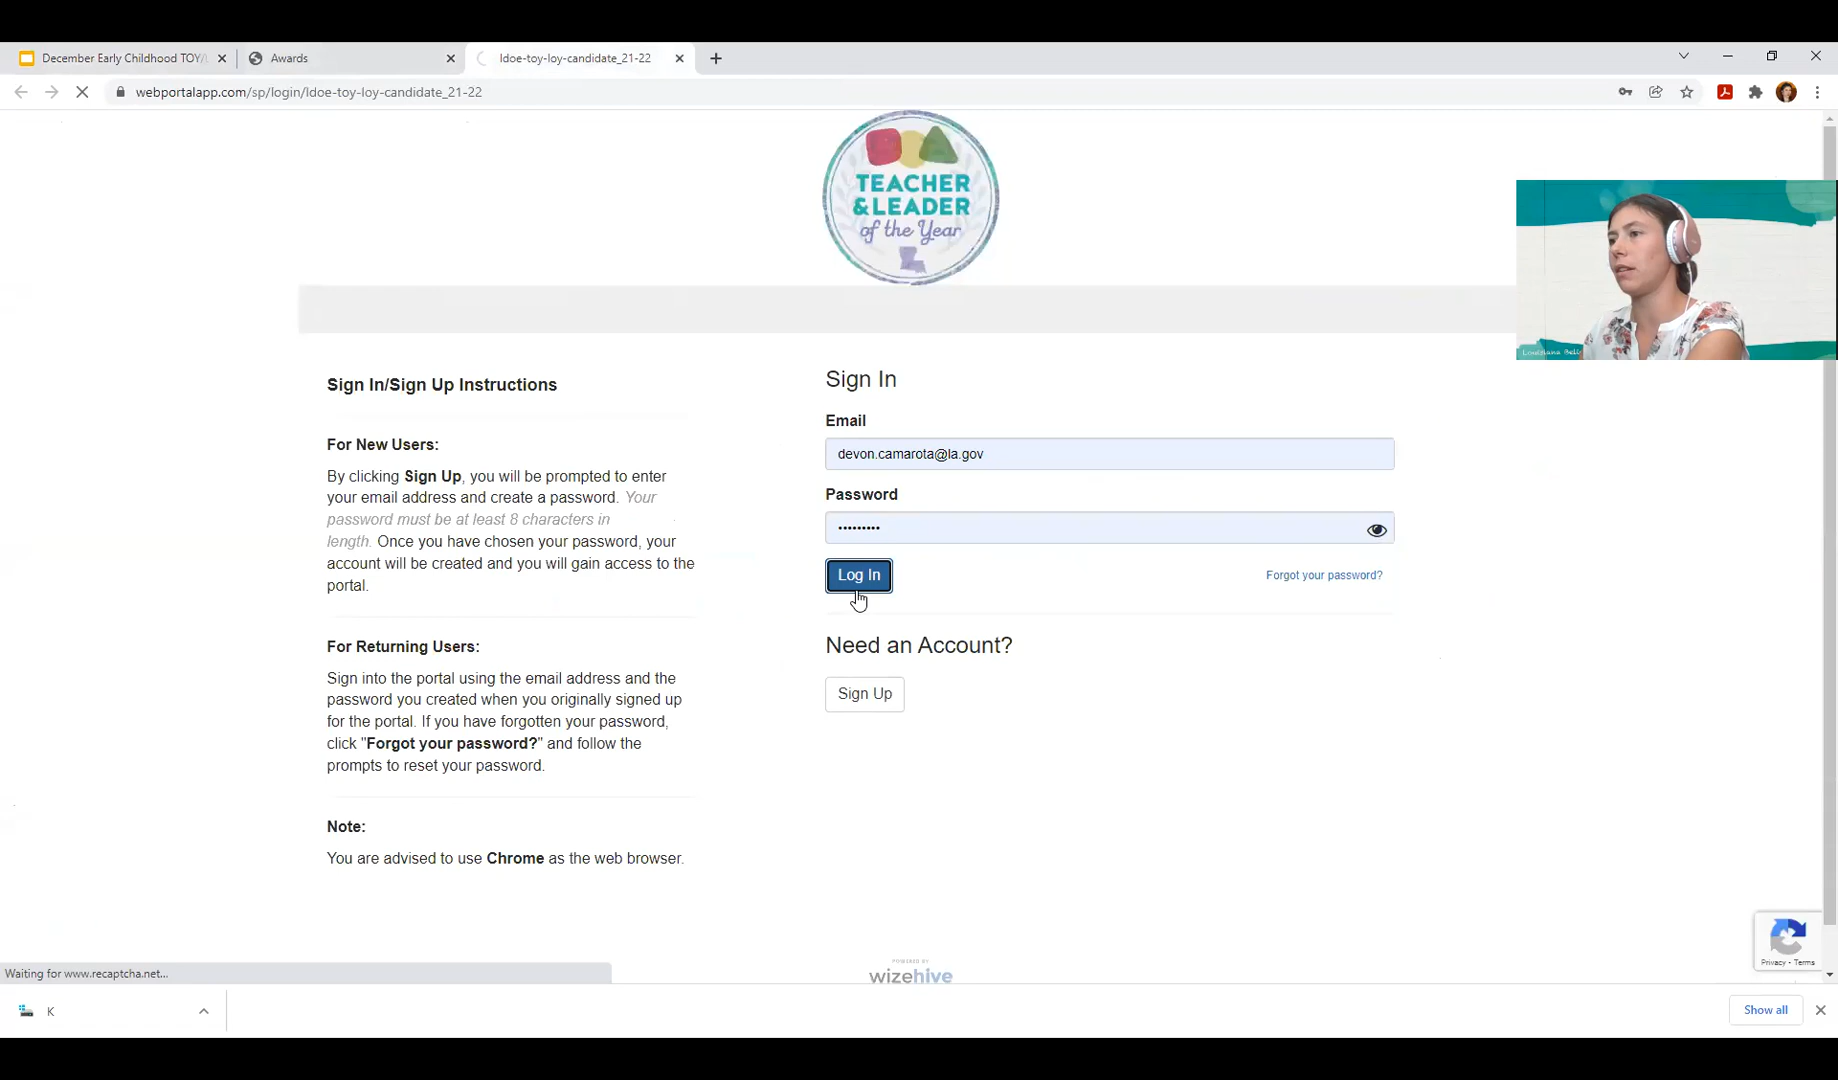 December Early Childhood TOY/
Awards
ldoe-toy-loy-candidate_21-22
webportalapp.com/sp/login/ldoe-toy-loy-candidate_21-22
TEACHER
& LEADER
of the Year
Sign In/Sign Up Instructions
For New Users:
By clicking Sign Up, you will be prompted to enter
your email address and create a password. Your
password must be at least 8 characters in
length. Once you have chosen your password, your
account will be created and you will gain access to the
portal.
For Returning Users:
Sign into the portal using the email address and the
password you created when you originally signed up
for the portal. If you have forgotten your password,
click "Forgot your password?" and follow the
prompts to reset your password.
Note:
You are advised to use Chrome as the web browser.
Sign In
Email
devon.camarota@la.gov
Password
•••••••••
Log In
Forgot your password?
Need an Account?
Sign Up
Louisiana
Privacy - Terms
POWERED BY
wizehive
Waiting for www.recaptcha.net...
K
Show all